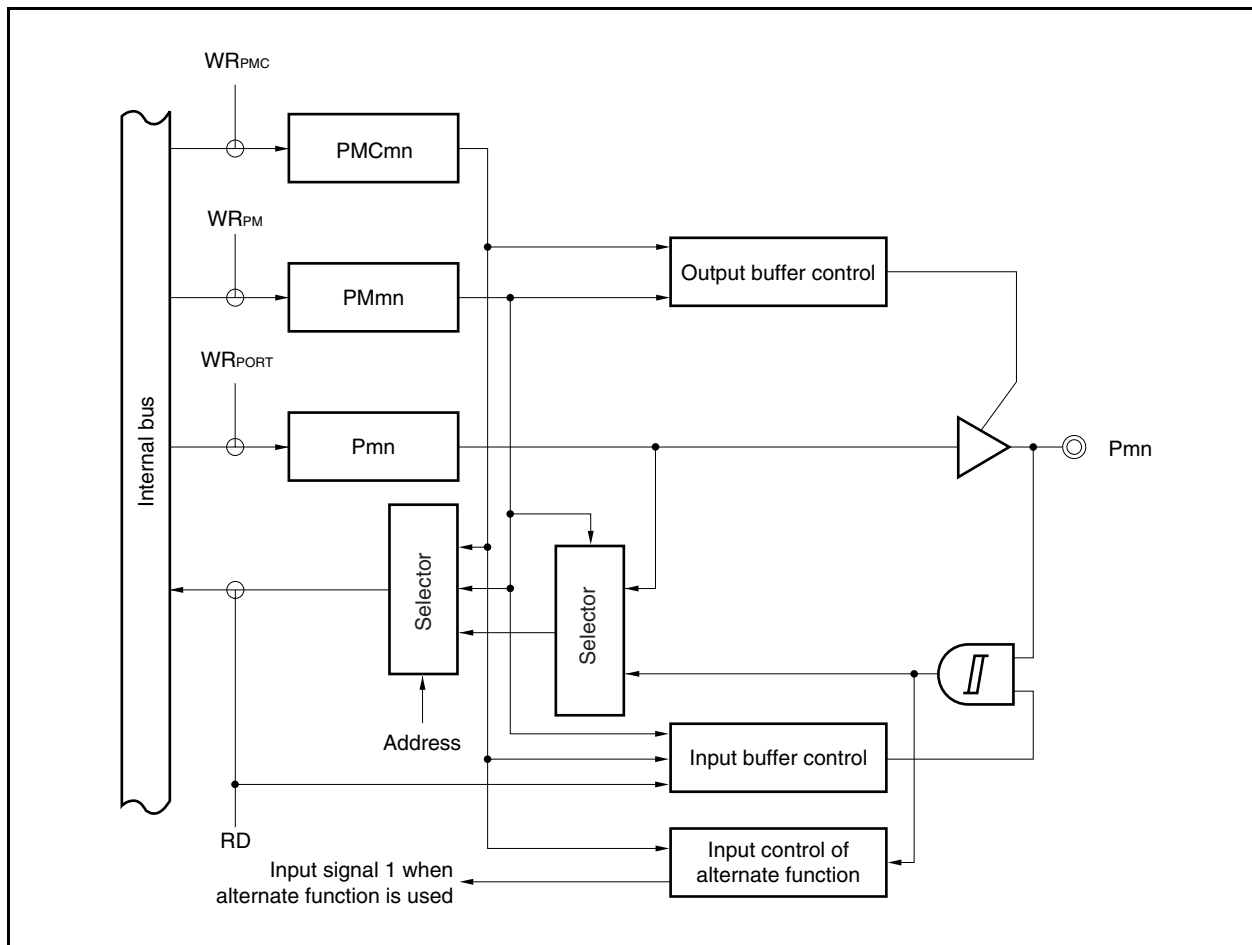 WRPMC
PMCmn
WRPM
PMmn
Output buffer control
WRPORT
Pmn
Pmn
Internal bus
Selector
Selector
Address
Input buffer control
RD
Input control of
alternate function
Input signal 1 when
alternate function is used